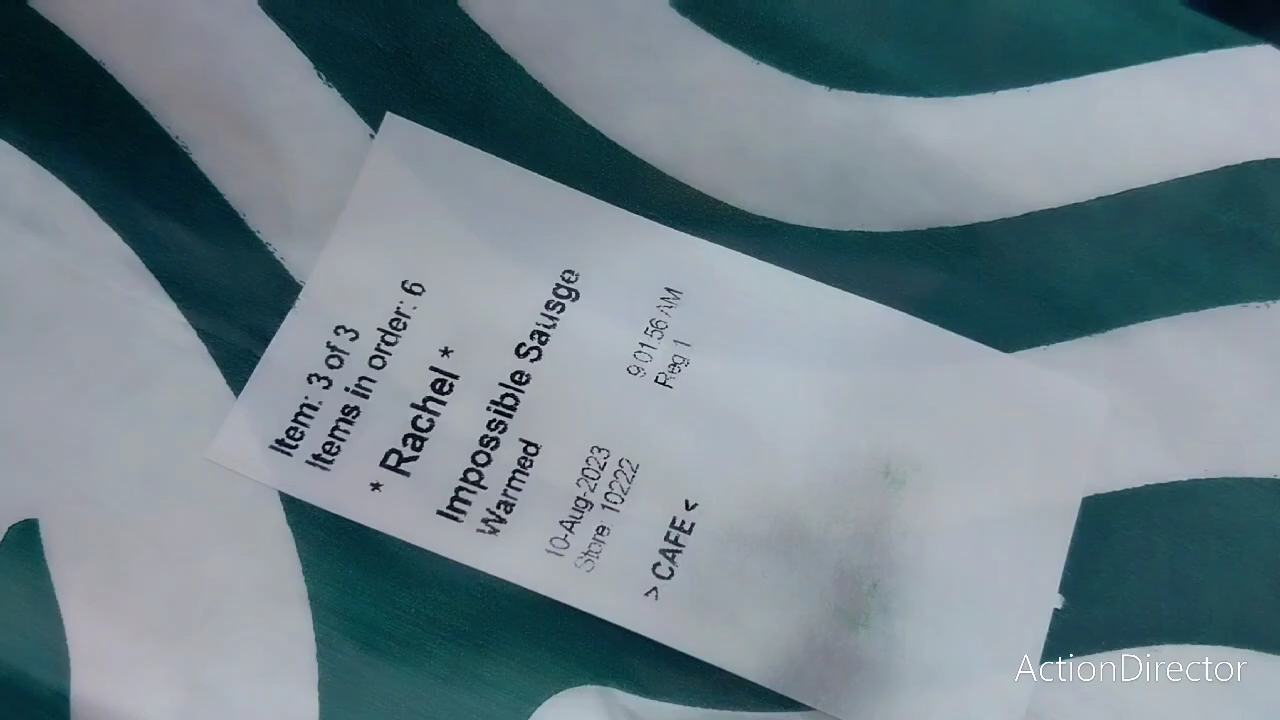 Item: 3 of 3
Items in order: 6
* Rachel *
Impossible Sausge
Warmed
10-Aug-2023 9:01:56 AM
Store: 10222 Reg 1
> CAFE <
ActionDirector